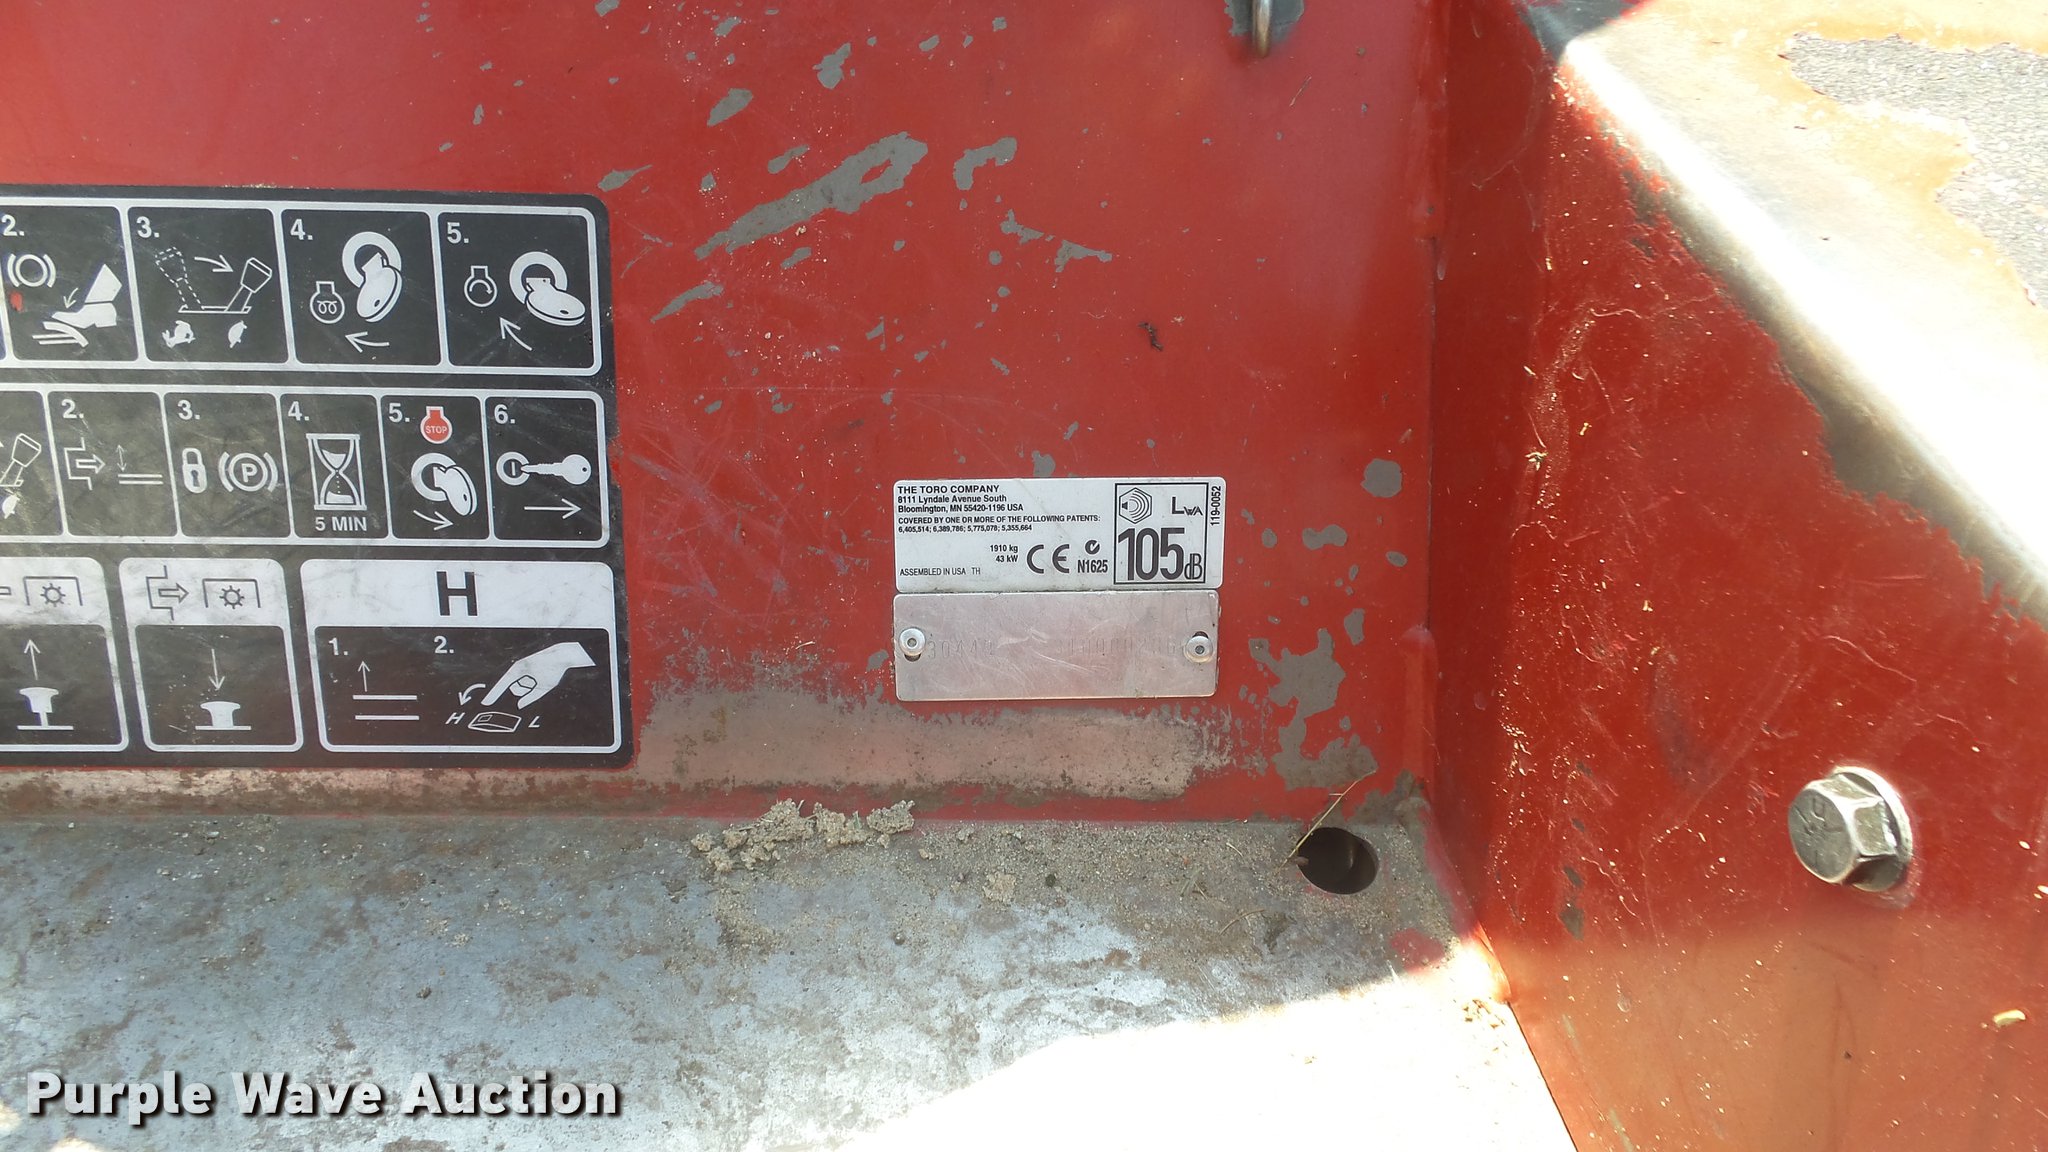 2.
3.
4.
5.
2.
3.
P
4.
5 MIN
5.
STOP
6.
H
1.
2.
H
L
THE TORO COMPANY
8111 Lyndale Avenue South
Bloomington, MN 55420-1196 USA
COVERED BY ONE OR MORE OF THE FOLLOWING PATENTS:
6,405,514; 6,389,786; 5,775,078; 5,355,664
1910 kg
43 kW
ASSEMBLED IN USA TH
CE
N1625
LWA
105 dB
119-0052
Purple Wave Auction